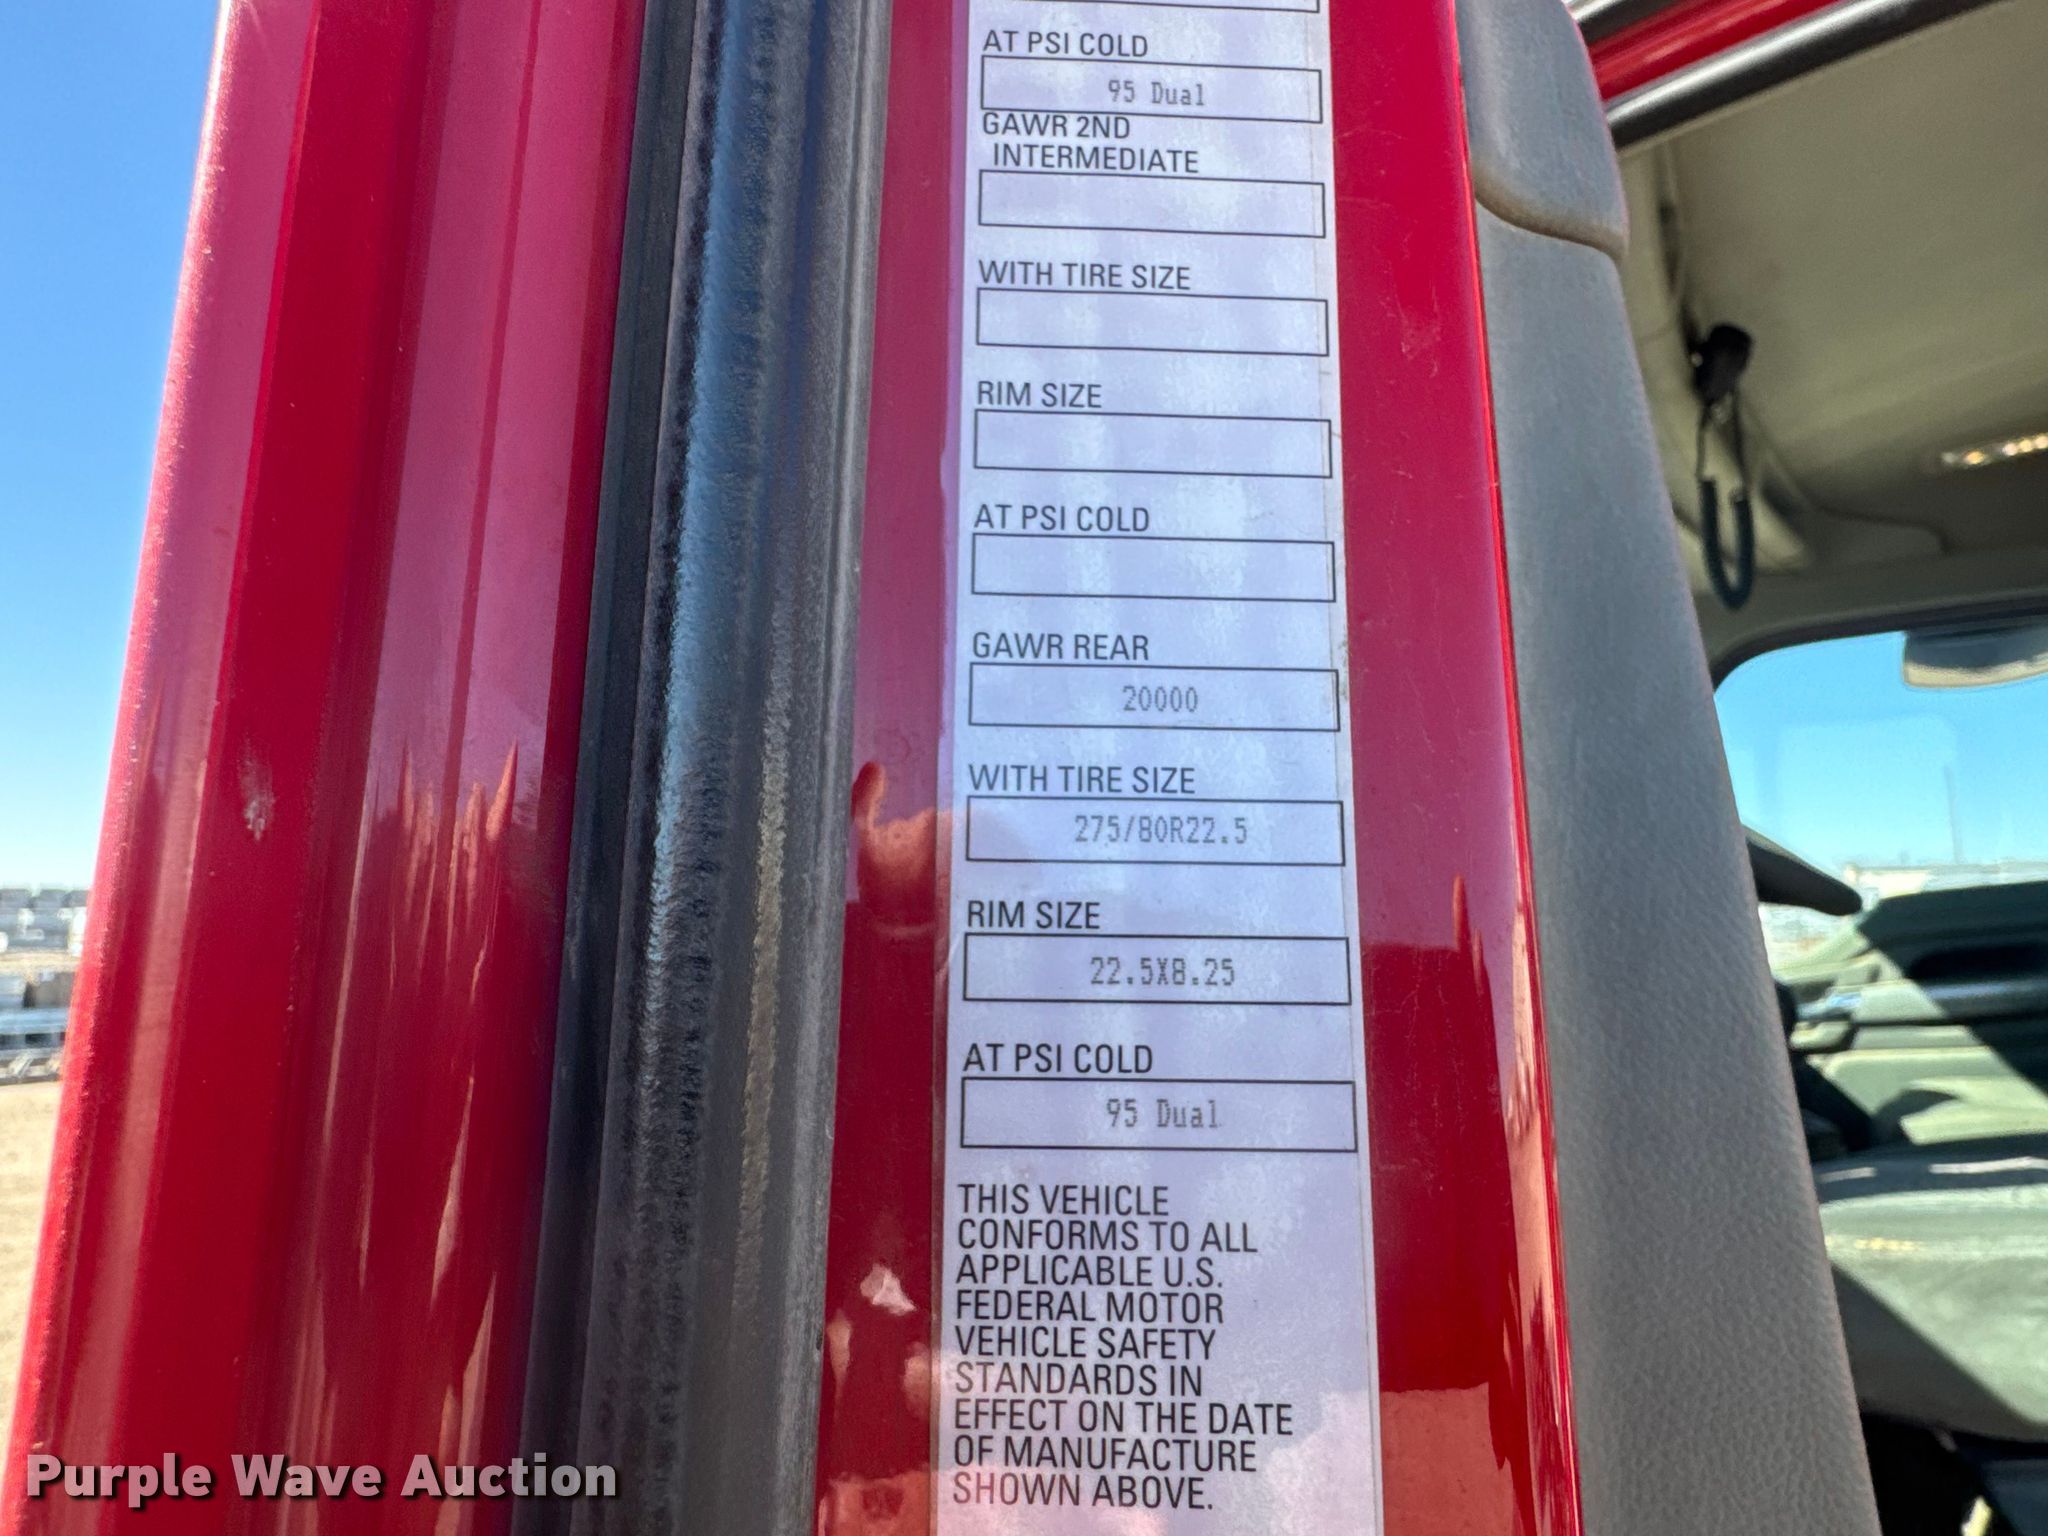 AT PSI COLD
95 Dual
GAWR 2ND
INTERMEDIATE
WITH TIRE SIZE
RIM SIZE
AT PSI COLD
GAWR REAR
20000
WITH TIRE SIZE
275/80R22.5
RIM SIZE
22.5X8.25
AT PSI COLD
95 Dual
THIS VEHICLE
CONFORMS TO ALL
APPLICABLE U.S.
FEDERAL MOTOR
VEHICLE SAFETY
STANDARDS IN
EFFECT ON THE DATE
OF MANUFACTURE
SHOWN ABOVE.
Purple Wave Auction